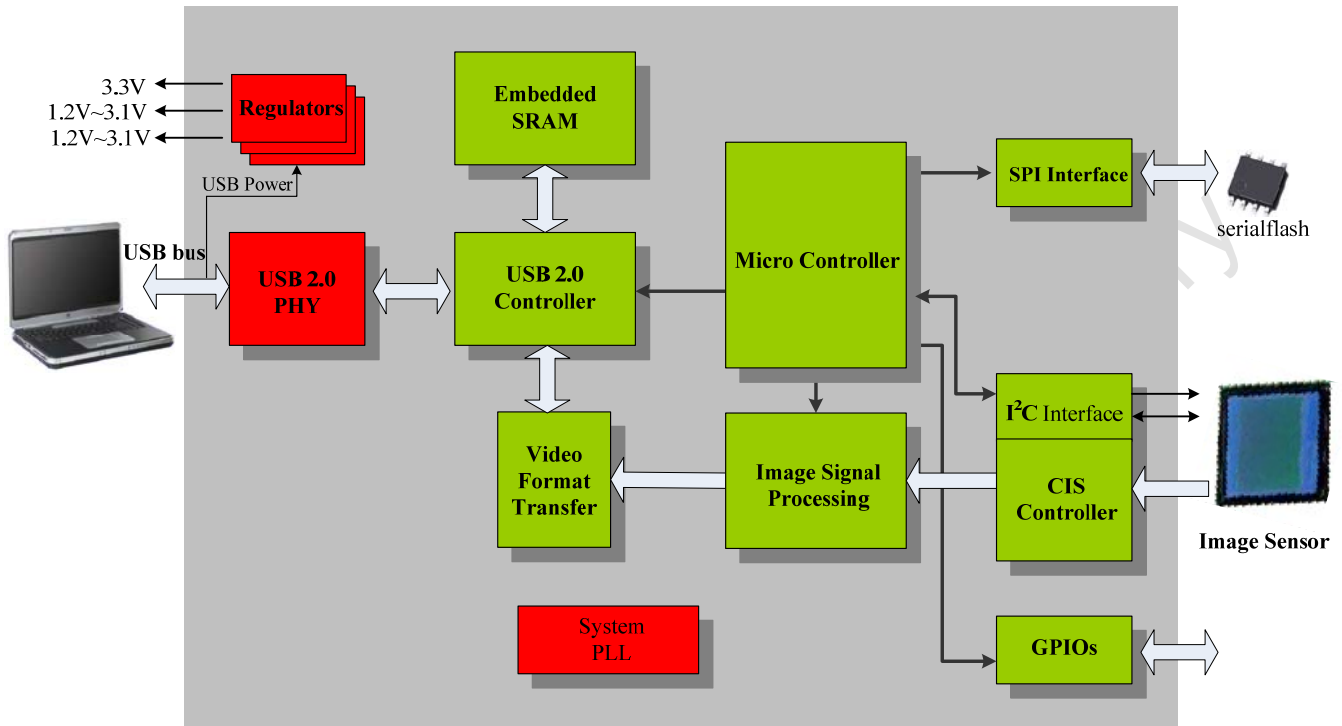 3.3V
1.2V~3.1V
1.2V~3.1V
Regulators
USB Power
USB bus
USB 2.0
PHY
Embedded
SRAM
USB 2.0
Controller
Video
Format
Transfer
System
PLL
Micro Controller
Image Signal
Processing
SPI Interface
serialflash
I²C Interface
CIS
Controller
Image Sensor
GPIOs